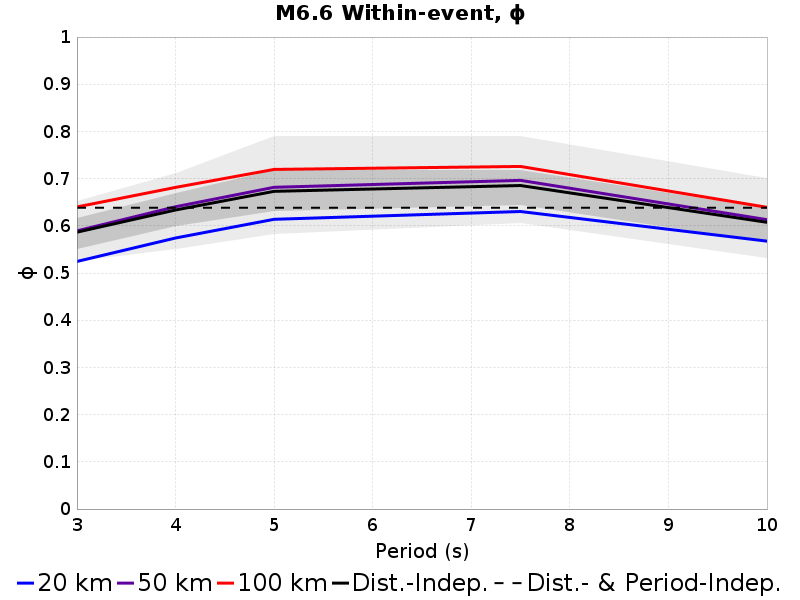 M6.6 Within-event, ϕ
1
0.9
0.8
0.7
0.6
0.5
0.4
0.3
0.2
0.1
0
ϕ
3 4 5 6 7 8 9 10
Period (s)
20 km 50 km 100 km Dist.-Indep. Dist.- & Period-Indep.